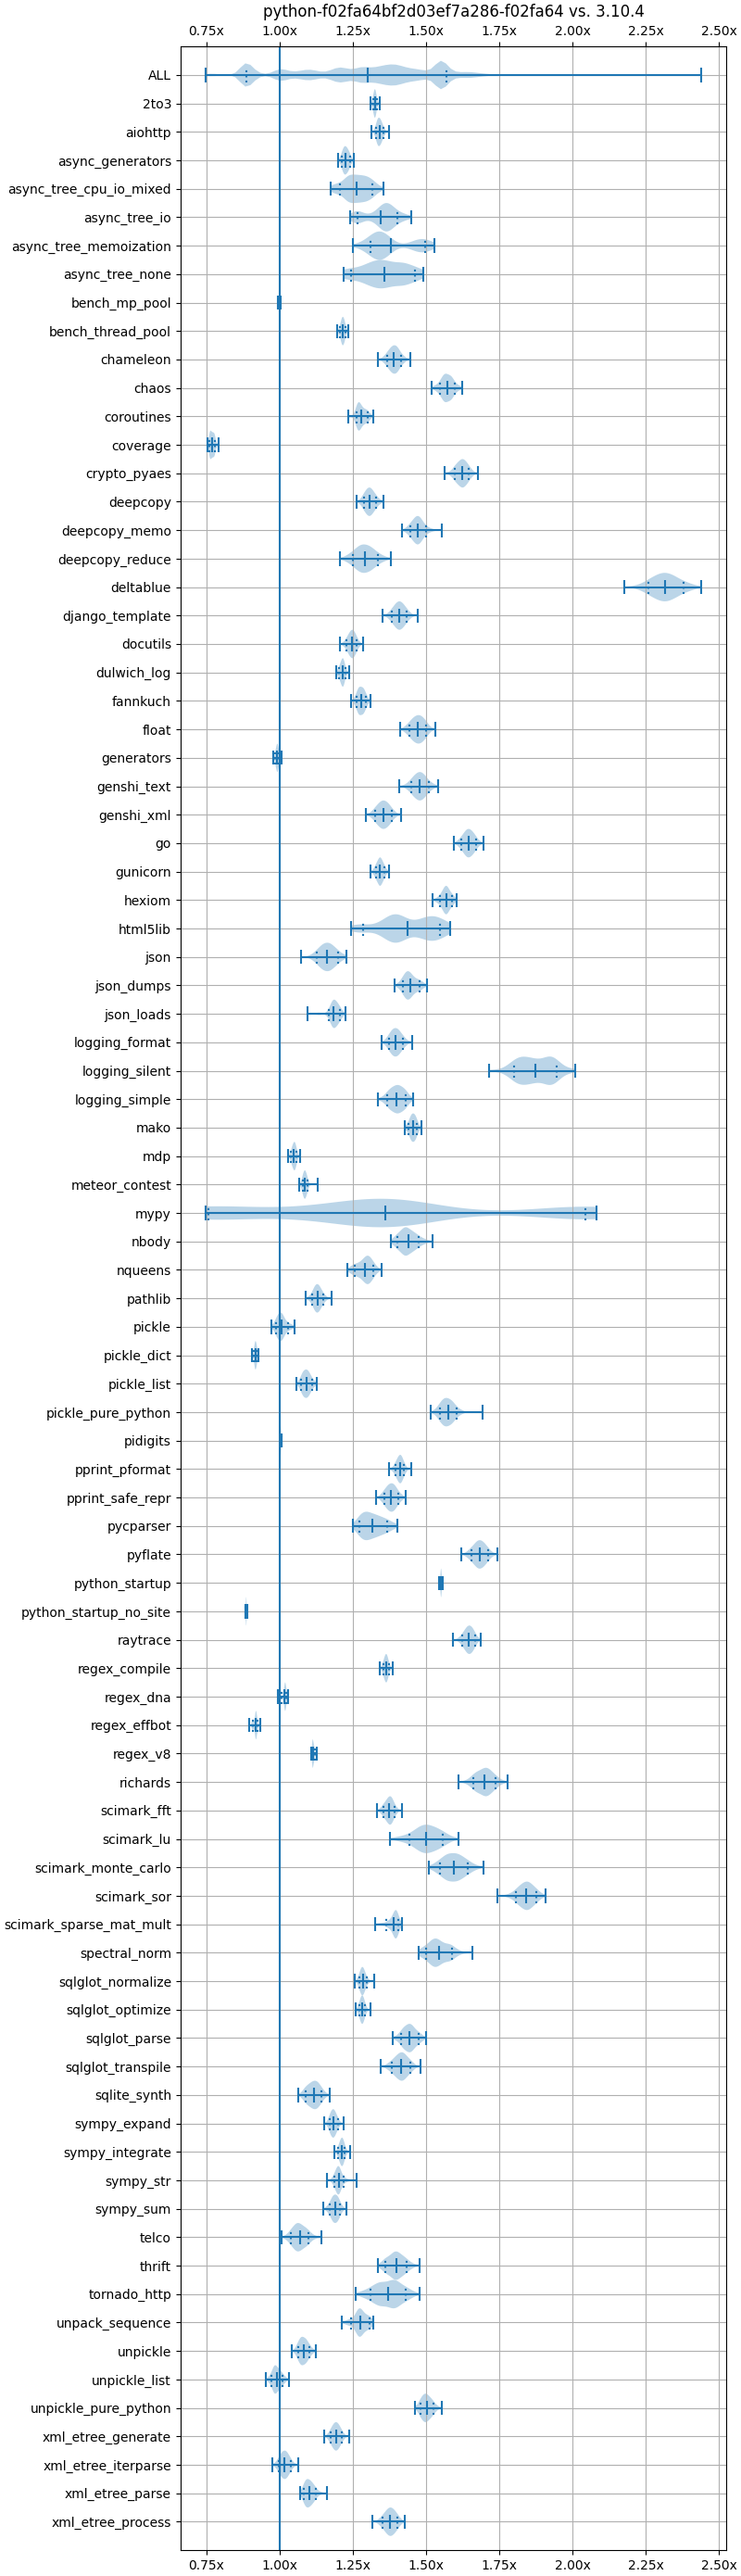 python-f02fa64bf2d03ef7a286-f02fa64 vs. 3.10.4
0.75x 1.00x 1.25x 1.50x 1.75x 2.00x 2.25x 2.50x
ALL
2to3
aiohttp
async_generators
async_tree_cpu_io_mixed
async_tree_io
async_tree_memoization
async_tree_none
bench_mp_pool
bench_thread_pool
chameleon
chaos
coroutines
coverage
crypto_pyaes
deepcopy
deepcopy_memo
deepcopy_reduce
deltablue
django_template
docutils
dulwich_log
fannkuch
float
generators
genshi_text
genshi_xml
go
gunicorn
hexiom
html5lib
json
json_dumps
json_loads
logging_format
logging_silent
logging_simple
mako
mdp
meteor_contest
mypy
nbody
nqueens
pathlib
pickle
pickle_dict
pickle_list
pickle_pure_python
pidigits
pprint_pformat
pprint_safe_repr
pycparser
pyflate
python_startup
python_startup_no_site
raytrace
regex_compile
regex_dna
regex_effbot
regex_v8
richards
scimark_fft
scimark_lu
scimark_monte_carlo
scimark_sor
scimark_sparse_mat_mult
spectral_norm
sqlglot_normalize
sqlglot_optimize
sqlglot_parse
sqlglot_transpile
sqlite_synth
sympy_expand
sympy_integrate
sympy_str
sympy_sum
telco
thrift
tornado_http
unpack_sequence
unpickle
unpickle_list
unpickle_pure_python
xml_etree_generate
xml_etree_iterparse
xml_etree_parse
xml_etree_process
0.75x 1.00x 1.25x 1.50x 1.75x 2.00x 2.25x 2.50x